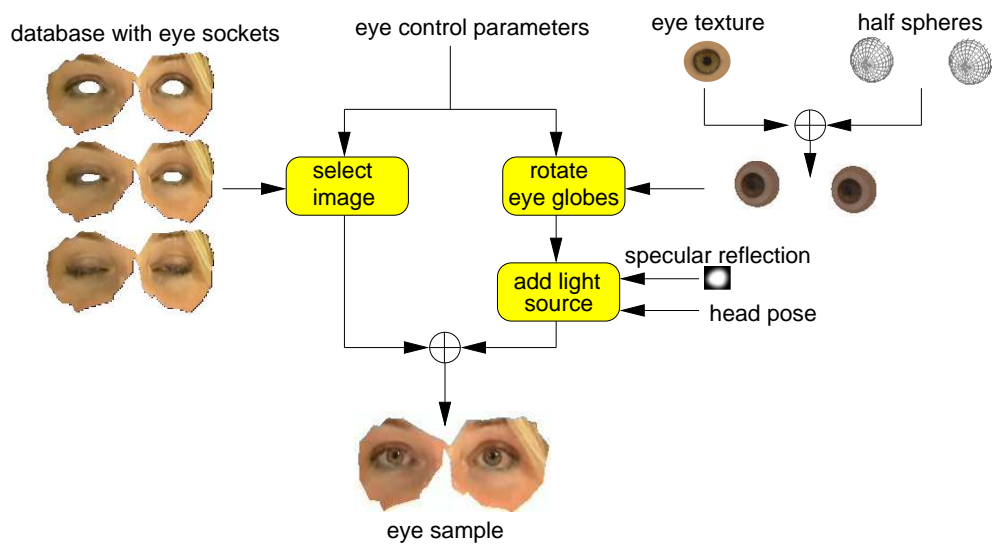 database with eye sockets
eye control parameters
eye texture
half spheres
select
image
rotate
eye globes
specular reflection
add light
source
head pose
eye sample